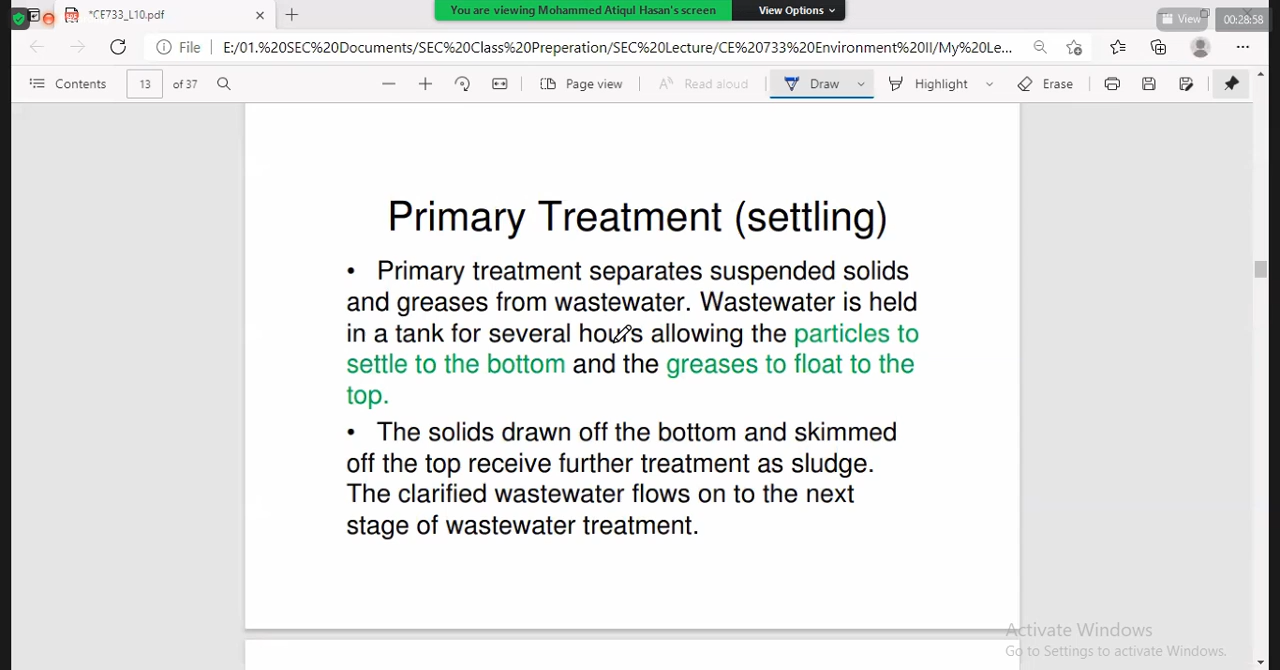 *CE733_L10.pdf
You are viewing Mohammed Atiqul Hasan's screen
View Options
View
00:28:58
File
E:/01.%20SEC%20Documents/SEC%20Class%20Preperation/SEC%20Lecture/CE%20733%20Environment%20II/My%20Le...
Contents
13 of 37
Page view
Read aloud
Draw
Highlight
Erase
Primary Treatment (settling)
• Primary treatment separates suspended solids
and greases from wastewater. Wastewater is held
in a tank for several hours allowing the particles to
settle to the bottom and the greases to float to the
top.
• The solids drawn off the bottom and skimmed
off the top receive further treatment as sludge.
The clarified wastewater flows on to the next
stage of wastewater treatment.
Activate Windows
Go to Settings to activate Windows.